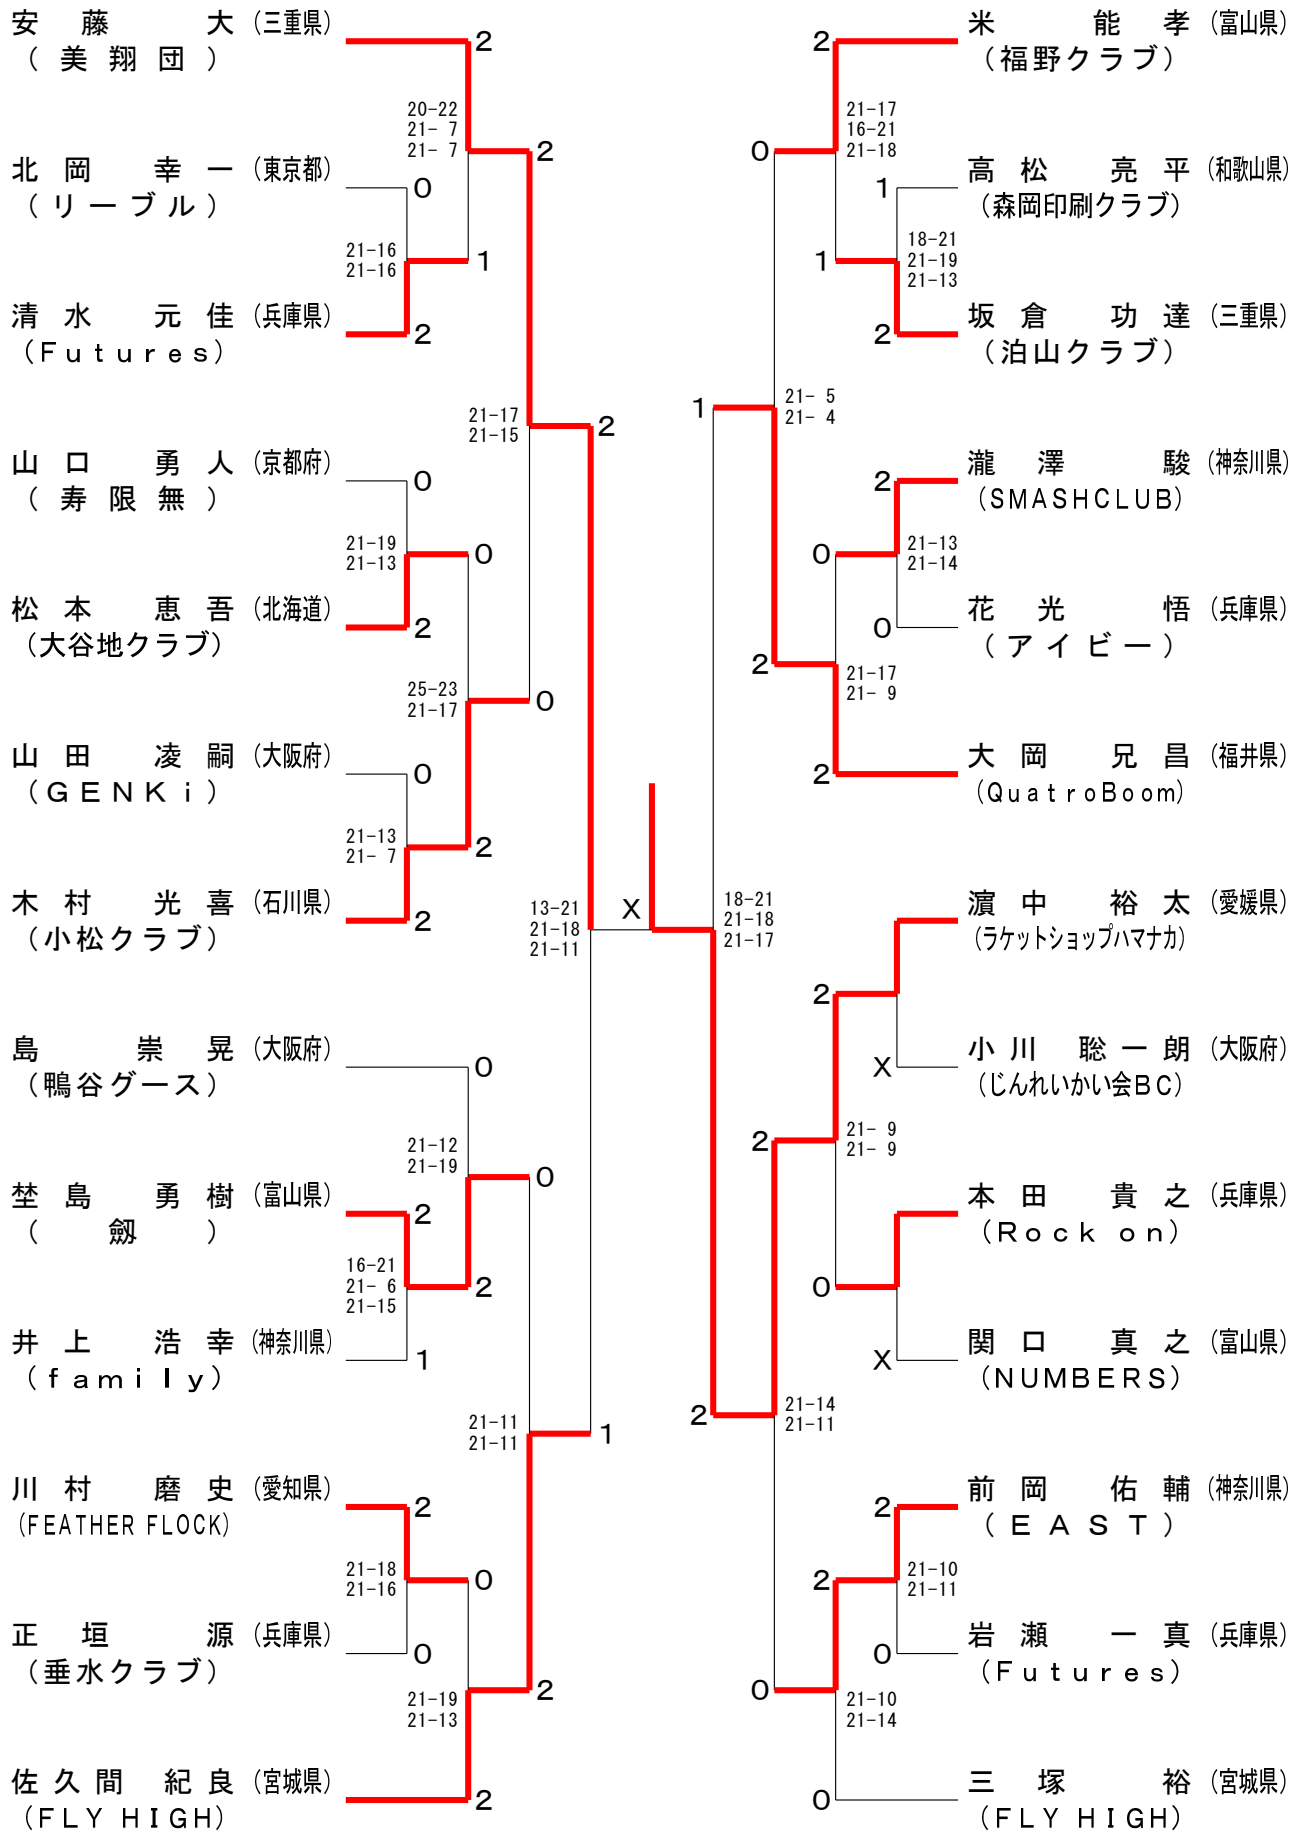 安藤 大 (三重県)
(美翔団)
2
20-22
21- 7
21- 7
2
北岡 幸一 (東京都)
(リーブル)
0
21-16
21-16
1
清水 元佳 (兵庫県)
(Futures)
2
21-17
21-15
2
山口 勇人 (京都府)
(寿限無)
0
21-19
21-13
0
松本 恵吾 (北海道)
(大谷地クラブ)
2
25-23
21-17
0
山田 凌嗣 (大阪府)
(GENKi)
0
21-13
21- 7
2
木村 光喜 (石川県)
(小松クラブ)
2
13-21
21-18
21-11
X
島 崇晃 (大阪府)
(鴨谷グース)
0
21-12
21-19
0
埜島 勇樹 (富山県)
(劔)
2
16-21
21- 6
21-15
2
井上 浩幸 (神奈川県)
(family)
1
21-11
21-11
1
川村 磨史 (愛知県)
(FEATHER FLOCK)
2
21-18
21-16
0
正垣 源 (兵庫県)
(垂水クラブ)
0
21-19
21-13
2
佐久間 紀良 (宮城県)
(FLY HIGH)
2
米 能孝 (富山県)
(福野クラブ)
2
21-17
16-21
21-18
0
高松 亮平 (和歌山県)
(森岡印刷クラブ)
1
18-21
21-19
21-13
1
坂倉 功達 (三重県)
(泊山クラブ)
2
21- 5
21- 4
1
瀧澤 駿 (神奈川県)
(SMASHCLUB)
2
21-13
21-14
0
花光 悟 (兵庫県)
(アイビー)
0
21-17
21- 9
2
大岡 兄昌 (福井県)
(QuatroBoom)
2
18-21
21-18
21-17
濵中 裕太 (愛媛県)
(ラケットショップハマナカ)
2
小川 聡一朗 (大阪府)
(じんれいかい会BC)
X
21- 9
21- 9
2
本田 貴之 (兵庫県)
(Rock on)
0
関口 真之 (富山県)
(NUMBERS)
X
21-14
21-11
2
前岡 佑輔 (神奈川県)
(EAST)
2
21-10
21-11
2
岩瀬 一真 (兵庫県)
(Futures)
0
21-10
21-14
0
三塚 裕 (宮城県)
(FLY HIGH)
0